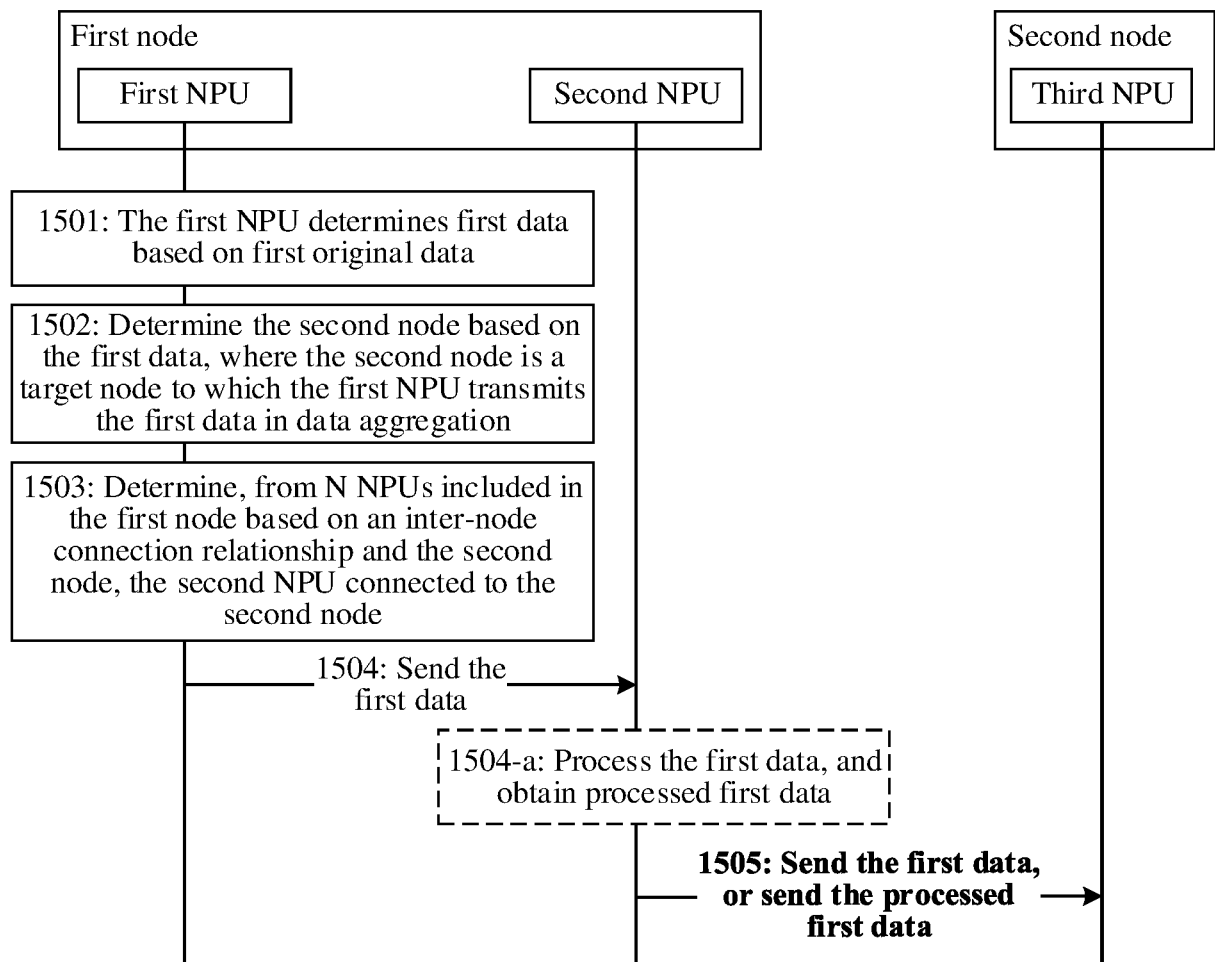 First node
Second node
First NPU
Second NPU
Third NPU
1501: The first NPU determines first data
based on first original data
1502: Determine the second node based on
the first data, where the second node is a
target node to which the first NPU transmits
the first data in data aggregation
1503: Determine, from N NPUs included in
the first node based on an inter-node
connection relationship and the second
node, the second NPU connected to the
second node
1504: Send the
first data
1504-a: Process the first data, and
obtain processed first data
1505: Send the first data,
or send the processed
first data